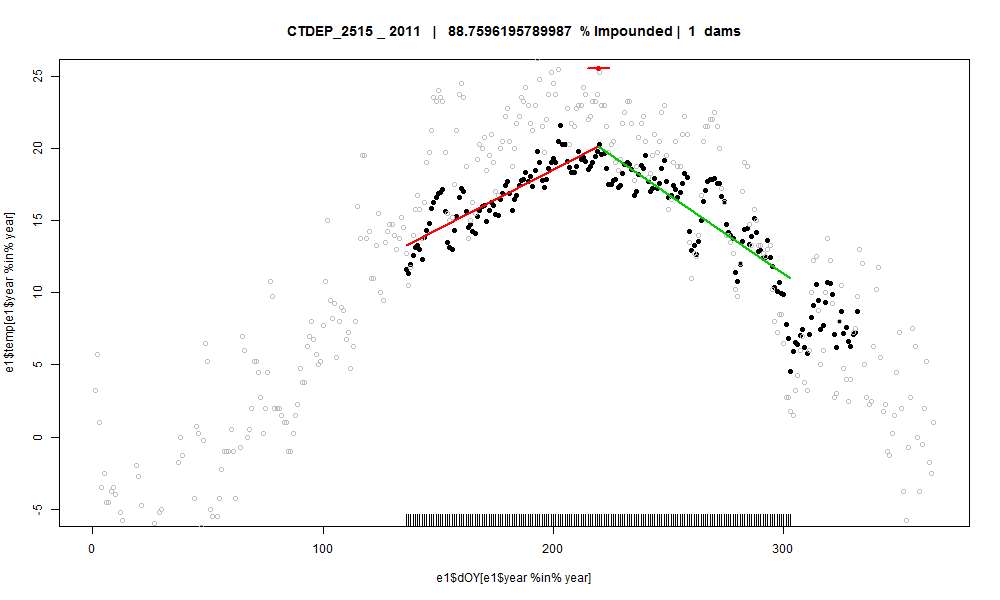 CTDEP_2515 _ 2011 | 88.7596195789987 % Impounded | 1 dams
e1$temp[e1$year %in% year]
25
20
15
10
5
0
-5
0 100 200 300
e1$dOY[e1$year %in% year]